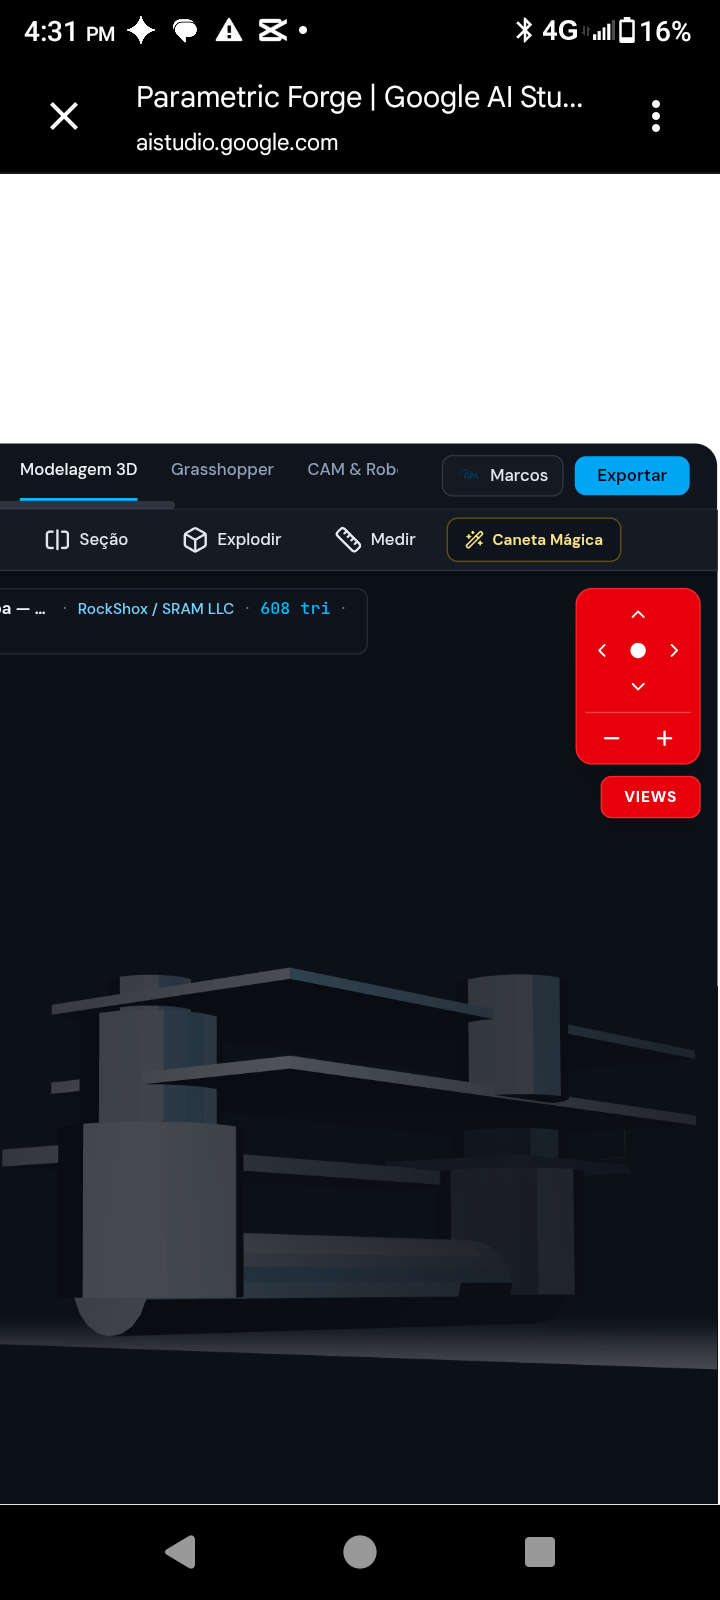 4:31 PM 4G 16%
Parametric Forge | Google AI Stu...
aistudio.google.com
Modelagem 3D Grasshopper CAM & Rob Marcos Exportar
Seção Explodir Medir Caneta Mágica
— ... · RockShox / SRAM LLC · 608 tri ·
VIEWS